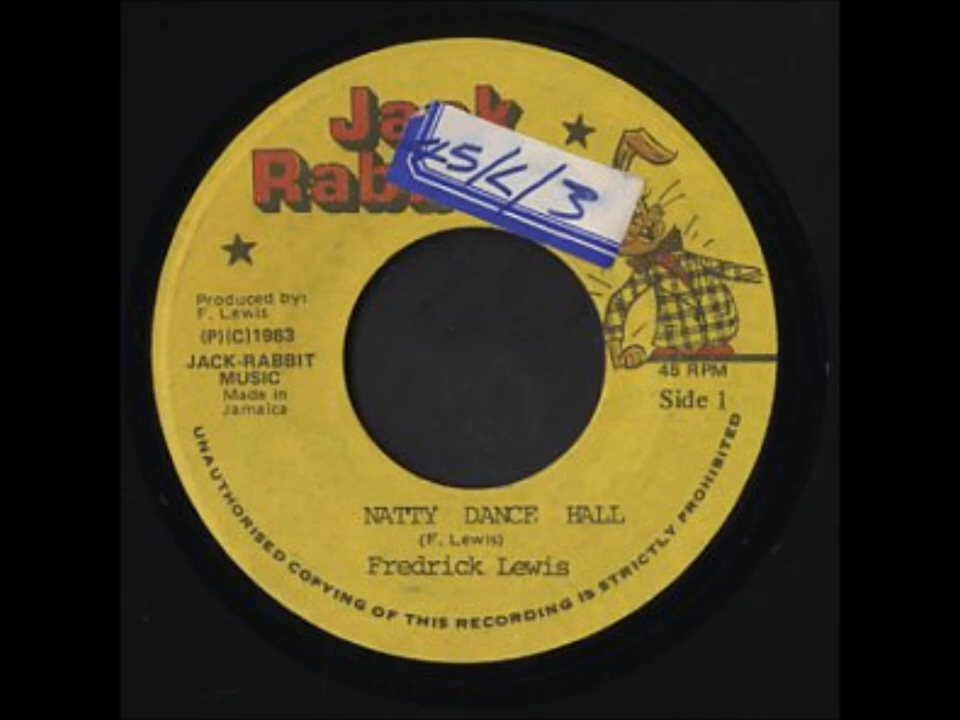 Jack
Rab
45/L/3
Produced by:
F. Lewis
(P)(C)1983
JACK-RABBIT
MUSIC
Made in
Jamaica
45 RPM
Side 1
NATTY DANCE HALL
(F. Lewis)
Fredrick Lewis
UNAUTHORISED COPYING OF THIS RECORDING IS STRICTLY PROHIBITED